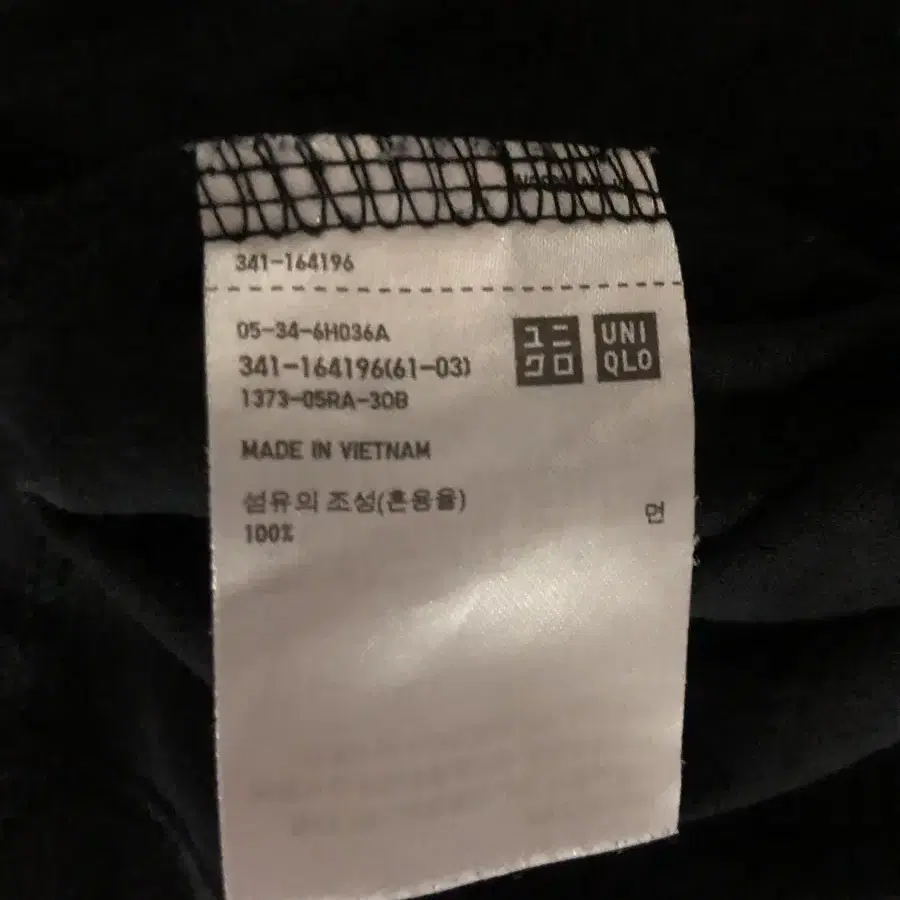 341-164196
05-34-6H036A
341-164196(61-03)
1373-05RA-30B
ユニ
クロ
UNI
QLO
MADE IN VIETNAM
섬유의 조성(혼용율)
100% 면